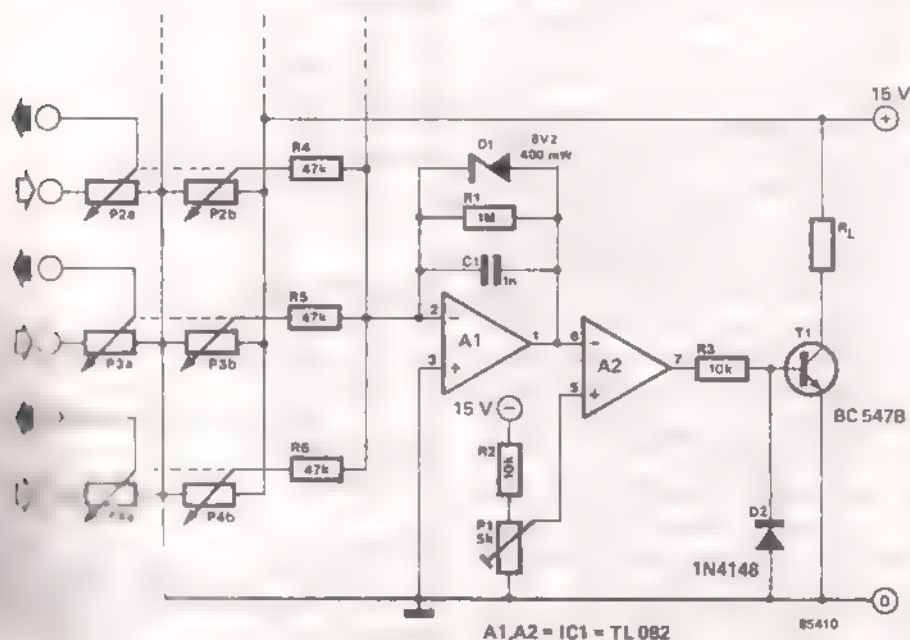 15 V
+
D1
8V2
400 mW
R4
47k
R1
1M
P2a
P2b
RL
C1
1n
R5
47k
2
-
A1
1
6
-
A2
7
R3
10k
T1
P3a
P3b
3
+
5
+
15 V
-
BC 547B
R6
47k
R2
10k
P4b
P1
5k
D2
1N4148
0
A1,A2 = IC1 = TL 082
85410